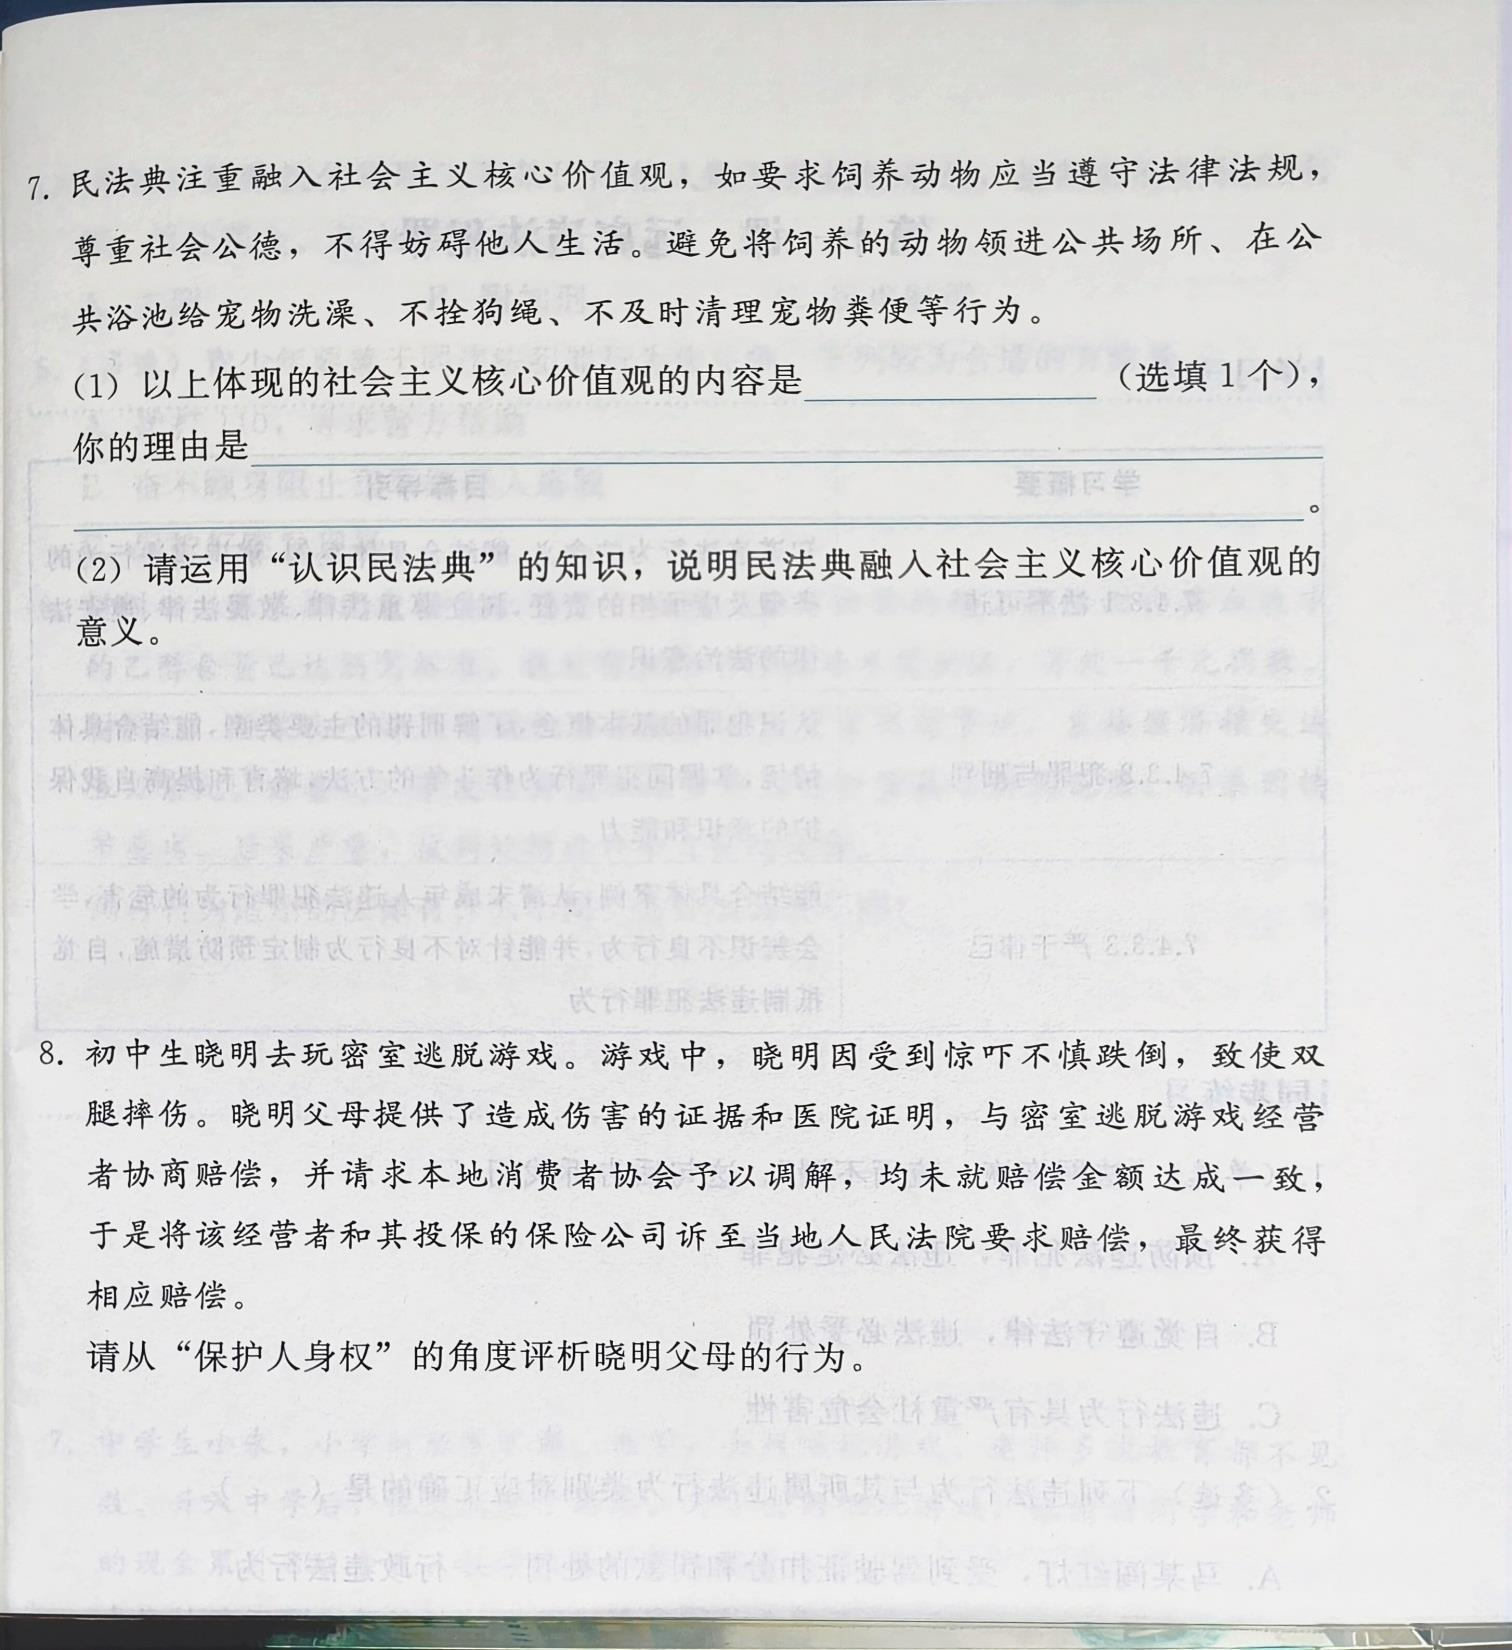 7. 民法典注重融入社会主义核心价值观，如要求饲养动物应当遵守法律法规，
尊重社会公德，不得妨碍他人生活。避免将饲养的动物领进公共场所、在公
共浴池给宠物洗澡、不拴狗绳、不及时清理宠物粪便等行为。
（1）以上体现的社会主义核心价值观的内容是（选填1个），
你的理由是
。
（2）请运用“认识民法典”的知识，说明民法典融入社会主义核心价值观的
意义。
8. 初中生晓明去玩密室逃脱游戏。游戏中，晓明因受到惊吓不慎跌倒，致使双
腿摔伤。晓明父母提供了造成伤害的证据和医院证明，与密室逃脱游戏经营
者协商赔偿，并请求本地消费者协会予以调解，均未就赔偿金额达成一致，
于是将该经营者和其投保的保险公司诉至当地人民法院要求赔偿，最终获得
相应赔偿。
请从“保护人身权”的角度评析晓明父母的行为。